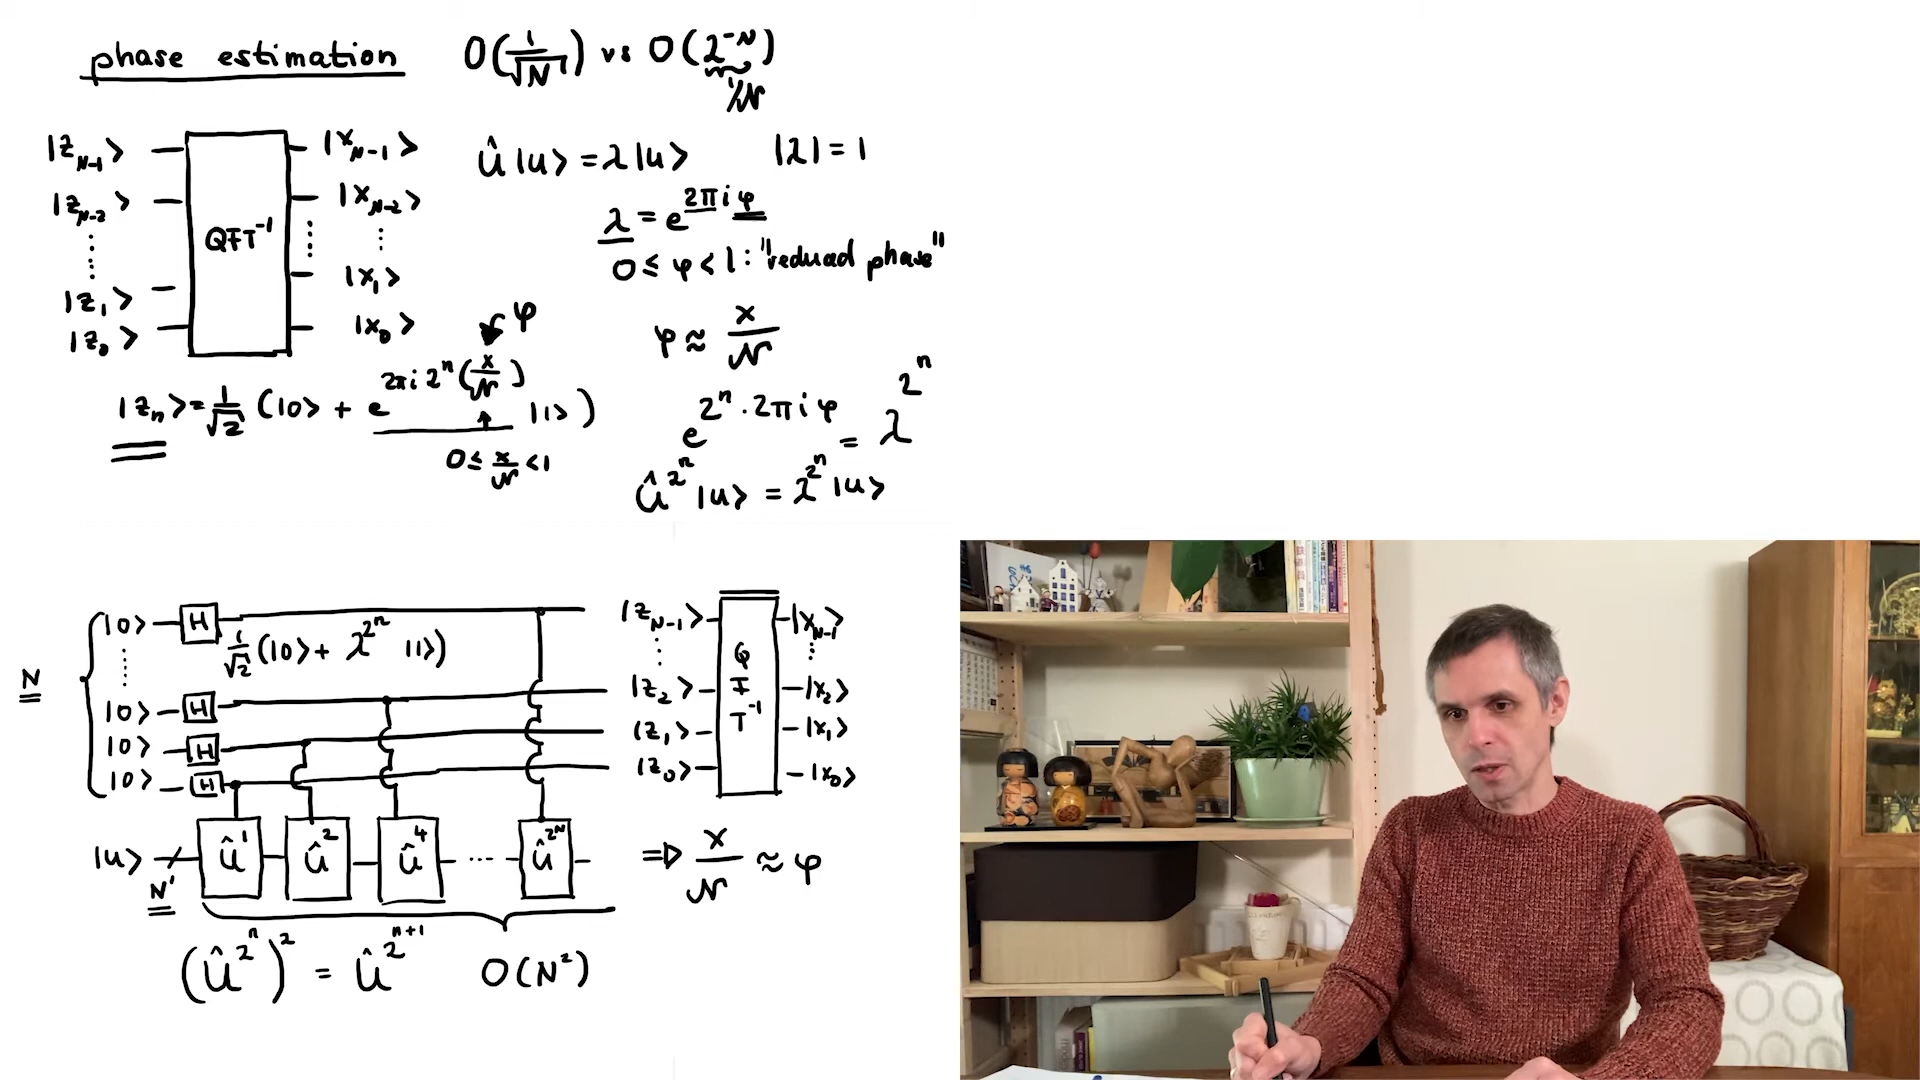 phase estimation O(1/√N) vs O(2^{-N})
1/𝒩
|z_{N-1}⟩ |x_{N-1}⟩ Û|u⟩ = λ|u⟩ |λ| = 1
|z_{N-2}⟩ |x_{N-2}⟩ λ = e^{2πiφ}
QFT⁻¹
0 ≤ φ < 1: "reduced phase"
|z_1⟩ |x_1⟩
|z_0⟩ |x_0⟩ φ
φ ≈ x/𝒩
|z_n⟩ = 1/√2 (|0⟩ + e^{2πi 2^n (x/𝒩)} |1⟩)
0 ≤ x/𝒩 < 1
e^{2^n · 2πiφ} = λ^{2^n}
Û^{2^n} |u⟩ = λ^{2^n} |u⟩
N
|0⟩ H |z_{N-1}⟩ |x_{N-1}⟩
1/√2 (|0⟩ + λ^{2^n} |1⟩)
QFT⁻¹
|0⟩ H |z_2⟩ |x_2⟩
|0⟩ H |z_1⟩ |x_1⟩
|0⟩ H |z_0⟩ |x_0⟩
|u⟩ N' Û^1 Û^2 Û^4 ... Û^{2^N} ⇒ x/𝒩 ≈ φ
(Û^{2^n})^2 = Û^{2^{n+1}} O(N²)